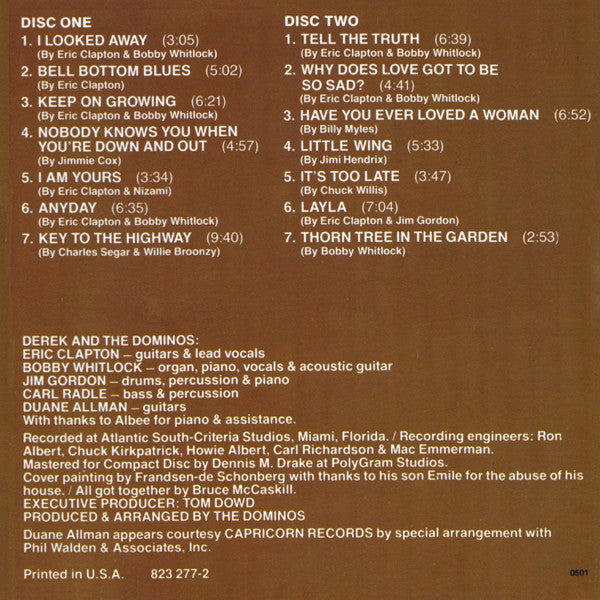 DISC ONE
1. I LOOKED AWAY (3:05)
(By Eric Clapton & Bobby Whitlock)
2. BELL BOTTOM BLUES (5:02)
(By Eric Clapton)
3. KEEP ON GROWING (6:21)
(By Eric Clapton & Bobby Whitlock)
4. NOBODY KNOWS YOU WHEN
YOU'RE DOWN AND OUT (4:57)
(By Jimmie Cox)
5. I AM YOURS (3:34)
(By Eric Clapton & Nizami)
6. ANYDAY (6:35)
(By Eric Clapton & Bobby Whitlock)
7. KEY TO THE HIGHWAY (9:40)
(By Charles Segar & Willie Broonzy)
DISC TWO
1. TELL THE TRUTH (6:39)
(By Eric Clapton & Bobby Whitlock)
2. WHY DOES LOVE GOT TO BE
SO SAD? (4:41)
(By Eric Clapton & Bobby Whitlock)
3. HAVE YOU EVER LOVED A WOMAN (6:52)
(By Billy Myles)
4. LITTLE WING (5:33)
(By Jimi Hendrix)
5. IT'S TOO LATE (3:47)
(By Chuck Willis)
6. LAYLA (7:04)
(By Eric Clapton & Jim Gordon)
7. THORN TREE IN THE GARDEN (2:53)
(By Bobby Whitlock)
DEREK AND THE DOMINOS:
ERIC CLAPTON – guitars & lead vocals
BOBBY WHITLOCK – organ, piano, vocals & acoustic guitar
JIM GORDON – drums, percussion & piano
CARL RADLE – bass & percussion
DUANE ALLMAN – guitars
With thanks to Albee for piano & assistance.
Recorded at Atlantic South-Criteria Studios, Miami, Florida. / Recording engineers: Ron
Albert, Chuck Kirkpatrick, Howie Albert, Carl Richardson & Mac Emmerman.
Mastered for Compact Disc by Dennis M. Drake at PolyGram Studios.
Cover painting by Frandsen-de Schonberg with thanks to his son Emile for the abuse of his
house. / All got together by Bruce McCaskill.
EXECUTIVE PRODUCER: TOM DOWD
PRODUCED & ARRANGED BY THE DOMINOS
Duane Allman appears courtesy CAPRICORN RECORDS by special arrangement with
Phil Walden & Associates, Inc.
Printed in U.S.A. 823 277-2
0501